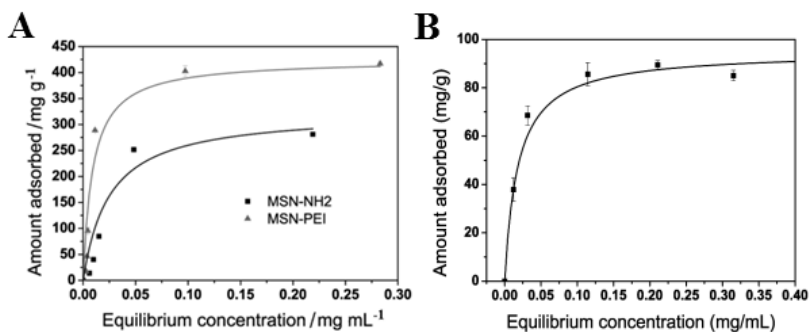 A
450
400
350
300
250
200
150
100
50
0
0.00 0.05 0.10 0.15 0.20 0.25 0.30
Amount adsorbed /mg g-1
Equilibrium concentration /mg mL-1
MSN-NH2
MSN-PEI
B
100
80
60
40
20
0
0.00 0.05 0.10 0.15 0.20 0.25 0.30 0.35 0.40
Amount adsorbed (mg/g)
Equilibrium concentration (mg/mL)